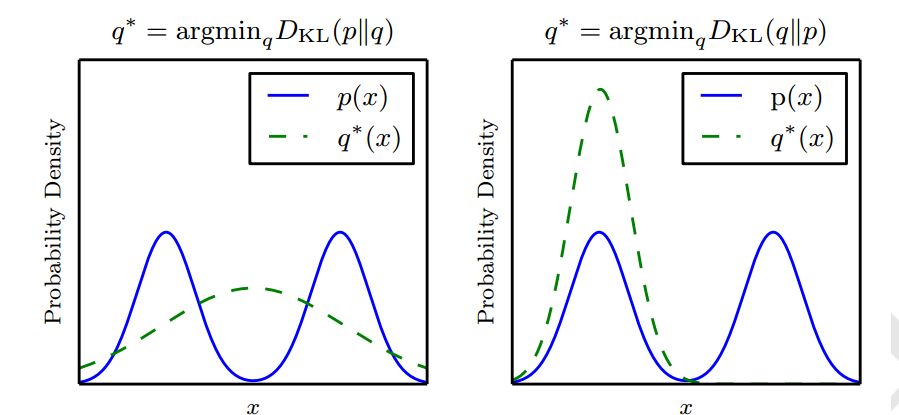 q* = argmin_q D_KL(p||q)
p(x)
q*(x)
Probability Density
x
q* = argmin_q D_KL(q||p)
p(x)
q*(x)
Probability Density
x